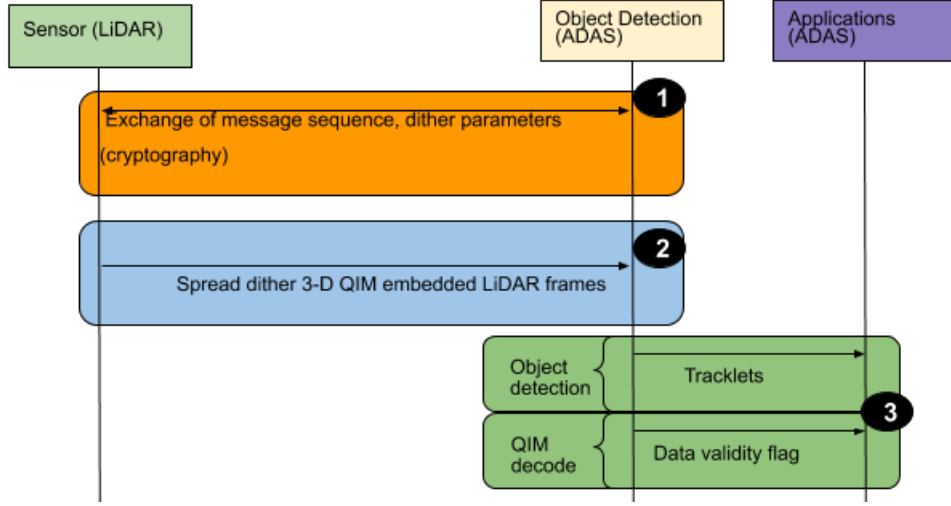 Sensor (LiDAR)
Object Detection
(ADAS)
Applications
(ADAS)
1
Exchange of message sequence, dither parameters
(cryptography)
2
Spread dither 3-D QIM embedded LiDAR frames
Object
detection
Tracklets
3
QIM
decode
Data validity flag